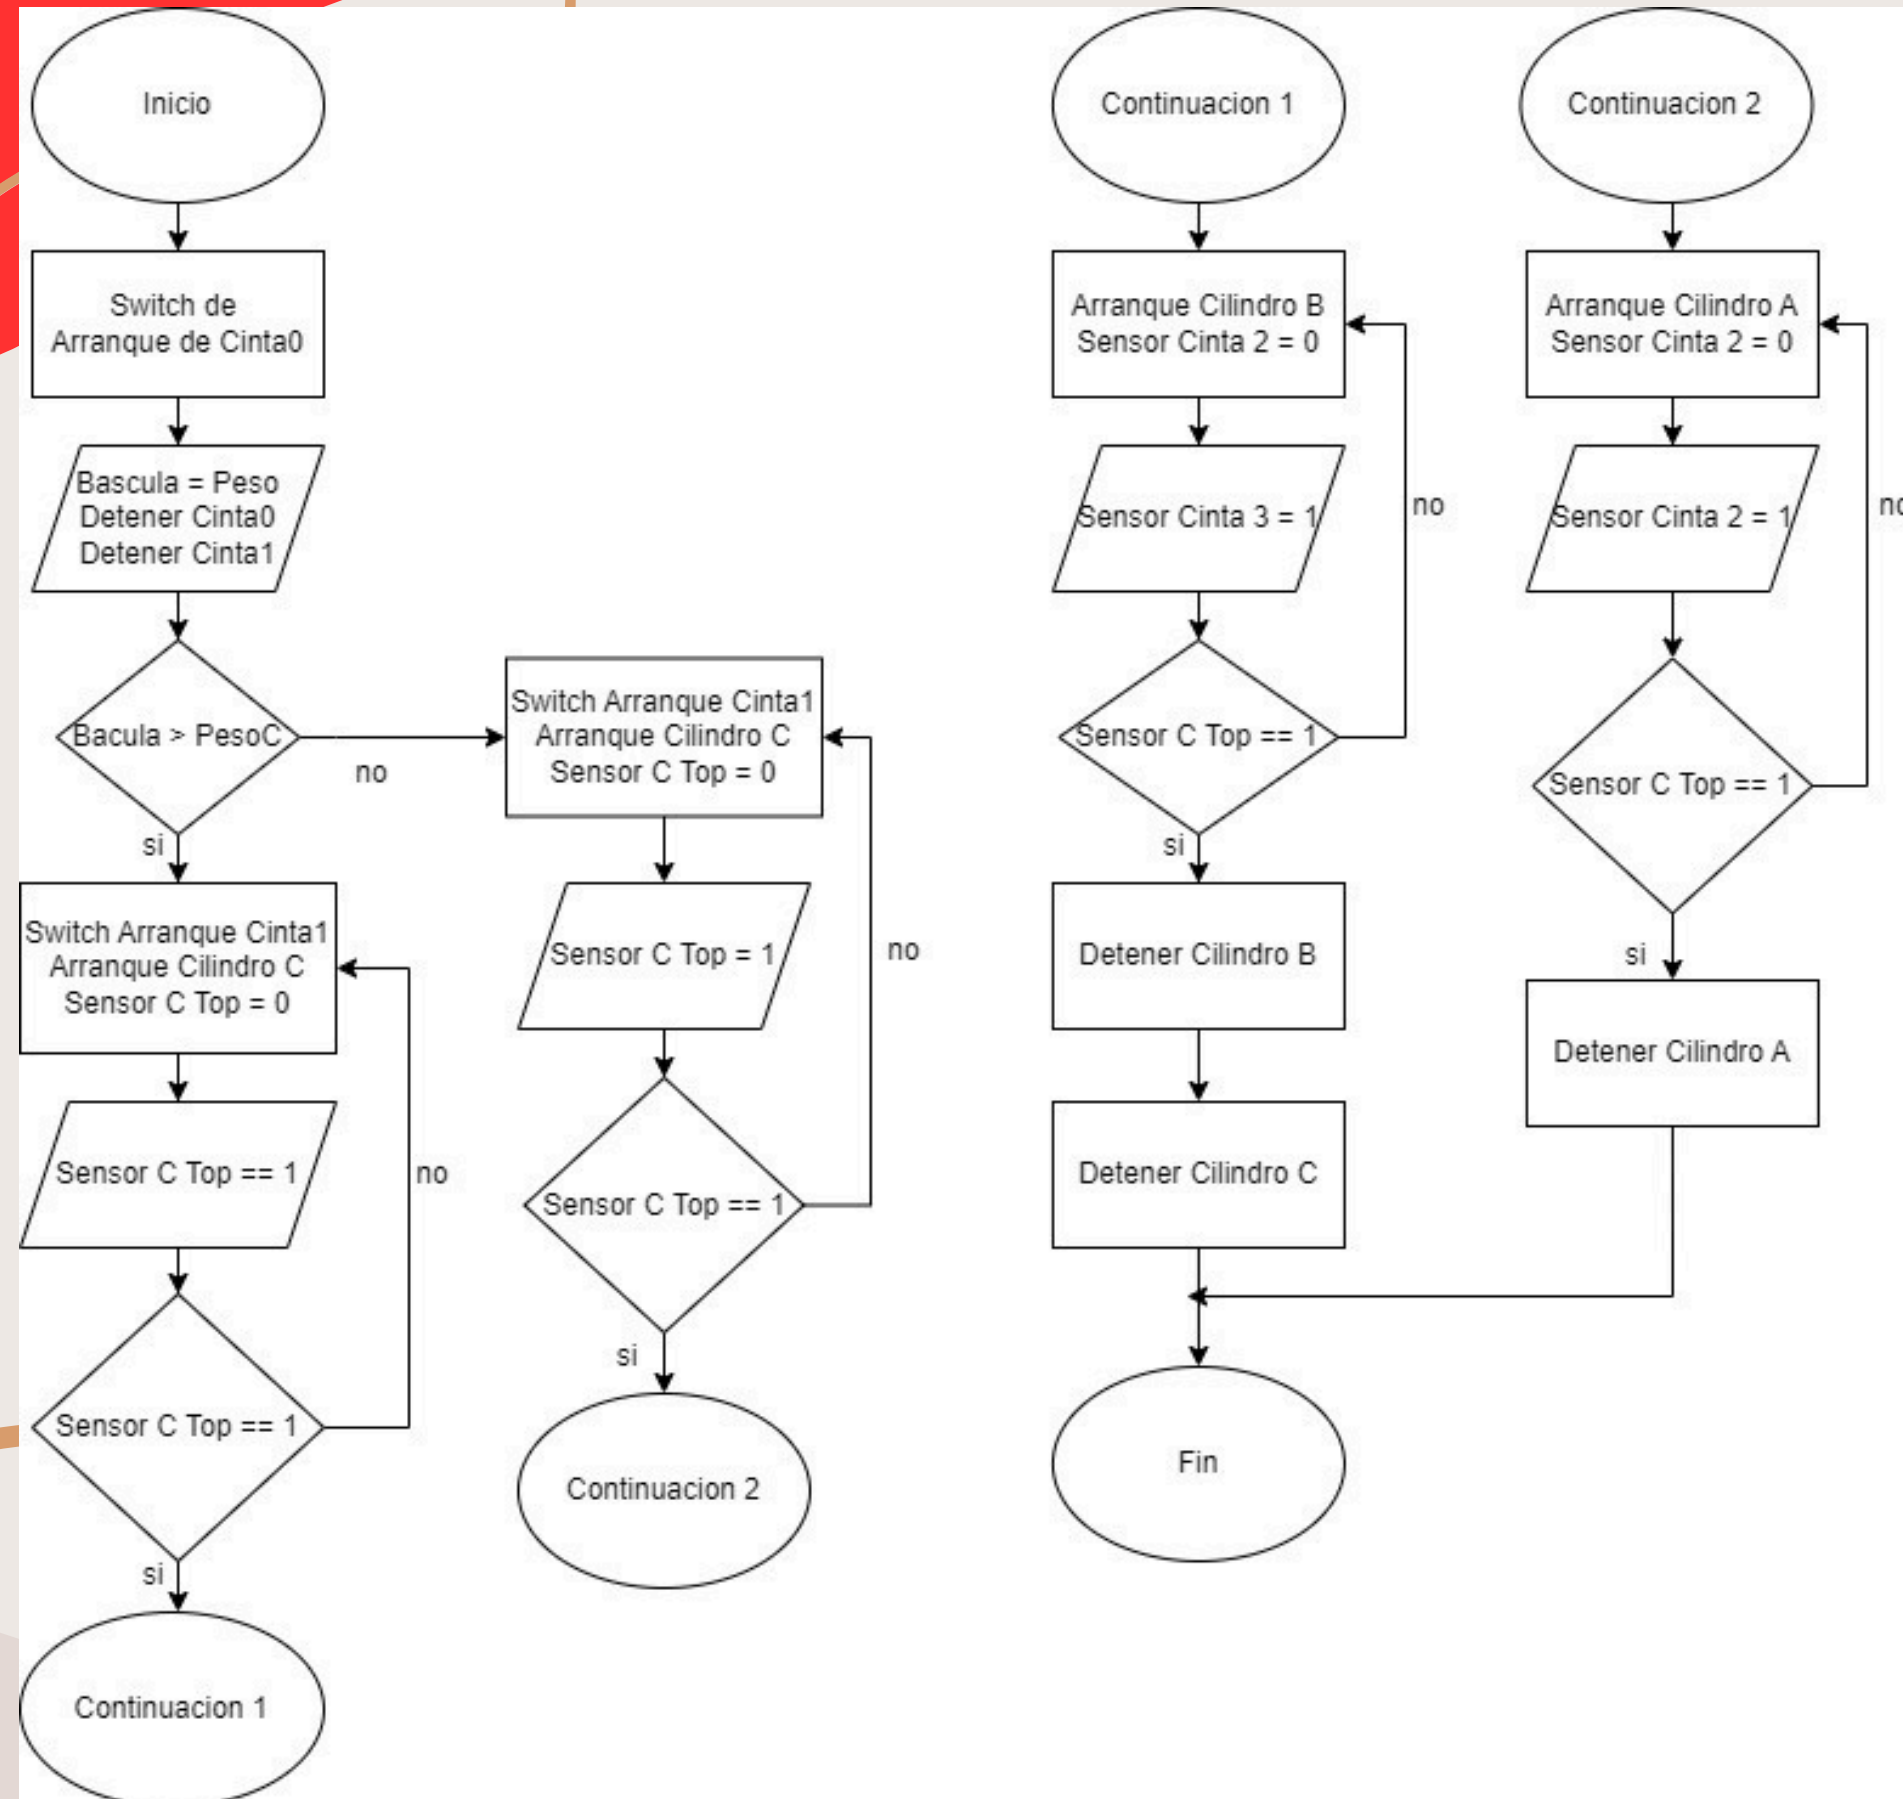 Inicio
Switch de
Arranque de Cinta0
Bascula = Peso
Detener Cinta0
Detener Cinta1
Bacula > PesoC
no
si
Switch Arranque Cinta1
Arranque Cilindro C
Sensor C Top = 0
Sensor C Top == 1
no
Sensor C Top == 1
si
Continuacion 1
Switch Arranque Cinta1
Arranque Cilindro C
Sensor C Top = 0
Sensor C Top = 1
no
Sensor C Top == 1
si
Continuacion 2
Continuacion 1
Arranque Cilindro B
Sensor Cinta 2 = 0
Sensor Cinta 3 = 1
no
Sensor C Top == 1
si
Detener Cilindro B
Detener Cilindro C
Fin
Continuacion 2
Arranque Cilindro A
Sensor Cinta 2 = 0
Sensor Cinta 2 = 1
no
Sensor C Top == 1
si
Detener Cilindro A